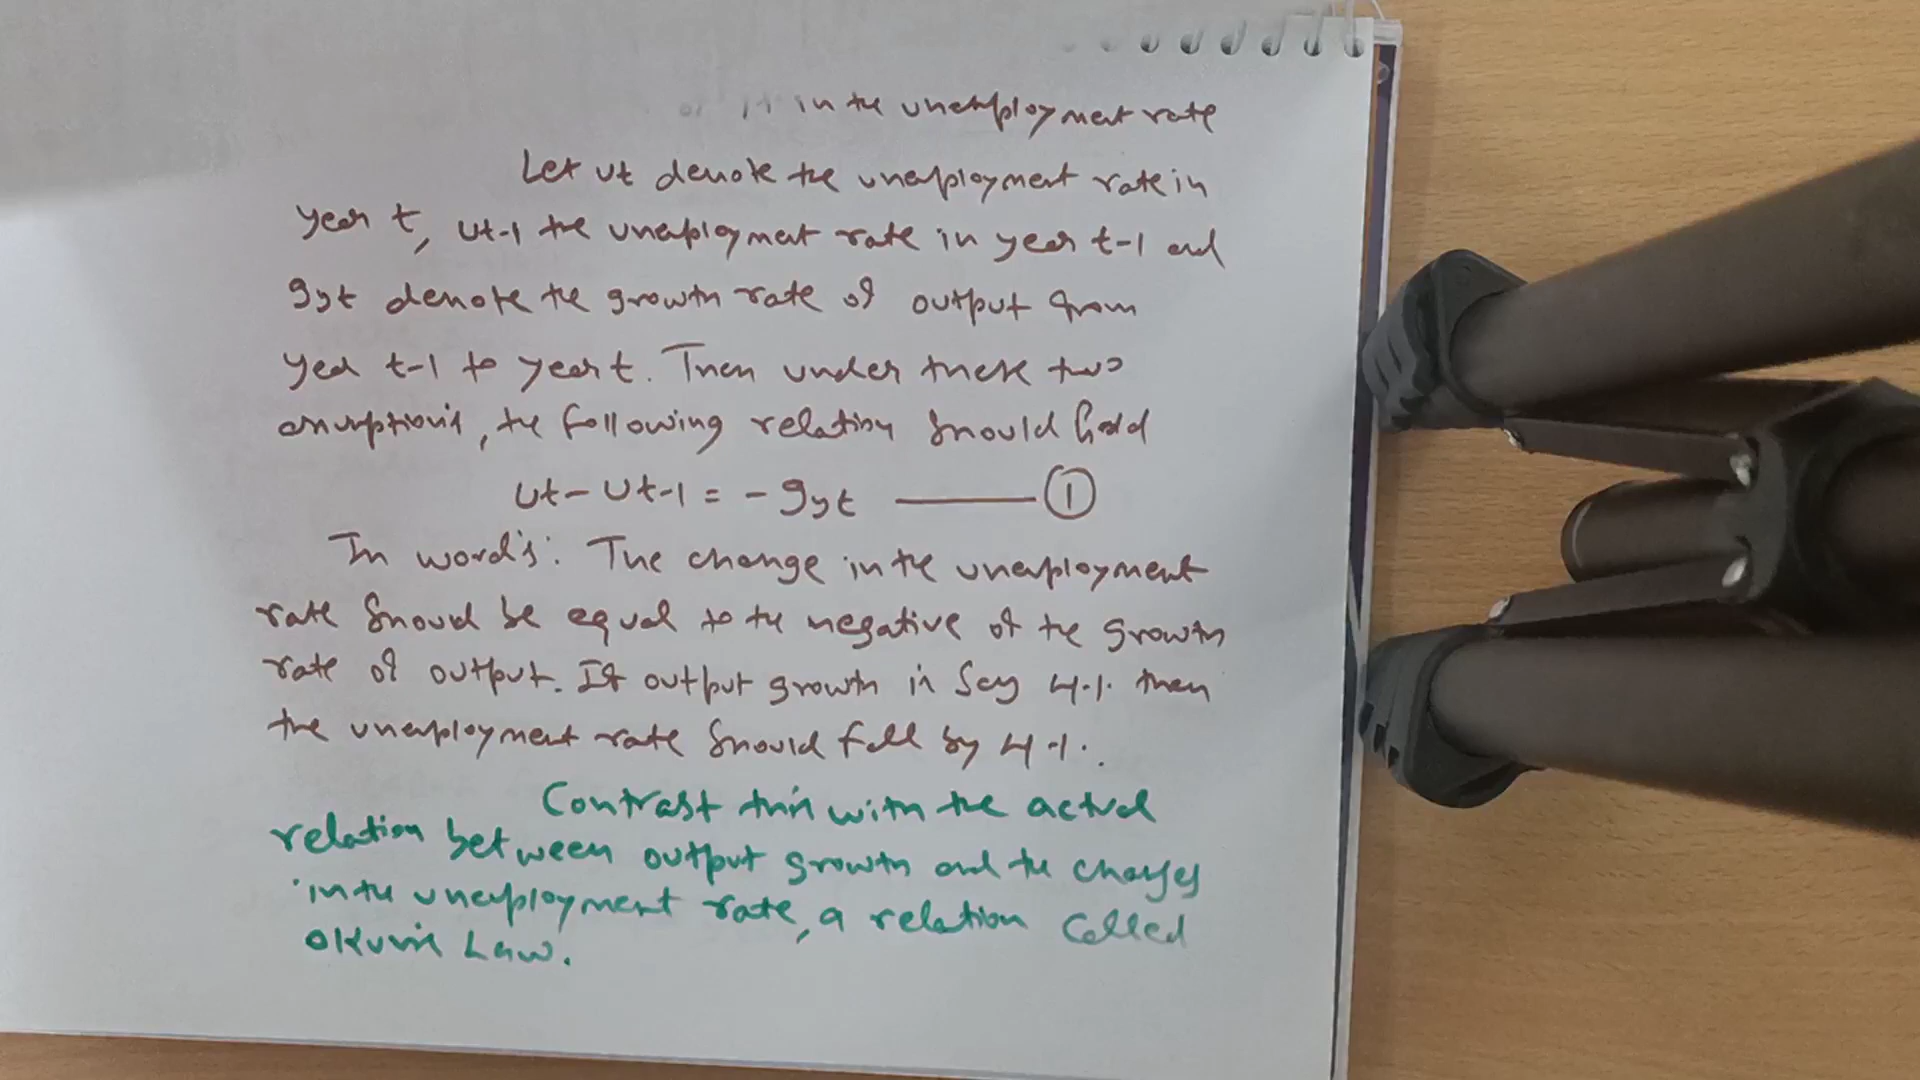 in the unemployment rate
Let ut denote the unemployment rate in
year t, ut-1 the unemployment rate in year t-1 and
gyt denote the growth rate of output from
year t-1 to year t. Then under these two
assumptions, the following relation should hold
ut - ut-1 = - gyt ——— ①
In word's: The change in the unemployment
rate should be equal to the negative of the growth
rate of output. If output growth is say 4% then
the unemployment rate should fall by 4%.
Contrast this with the actual
relation between output growth and the changes
in the unemployment rate, a relation called
okun's Law.